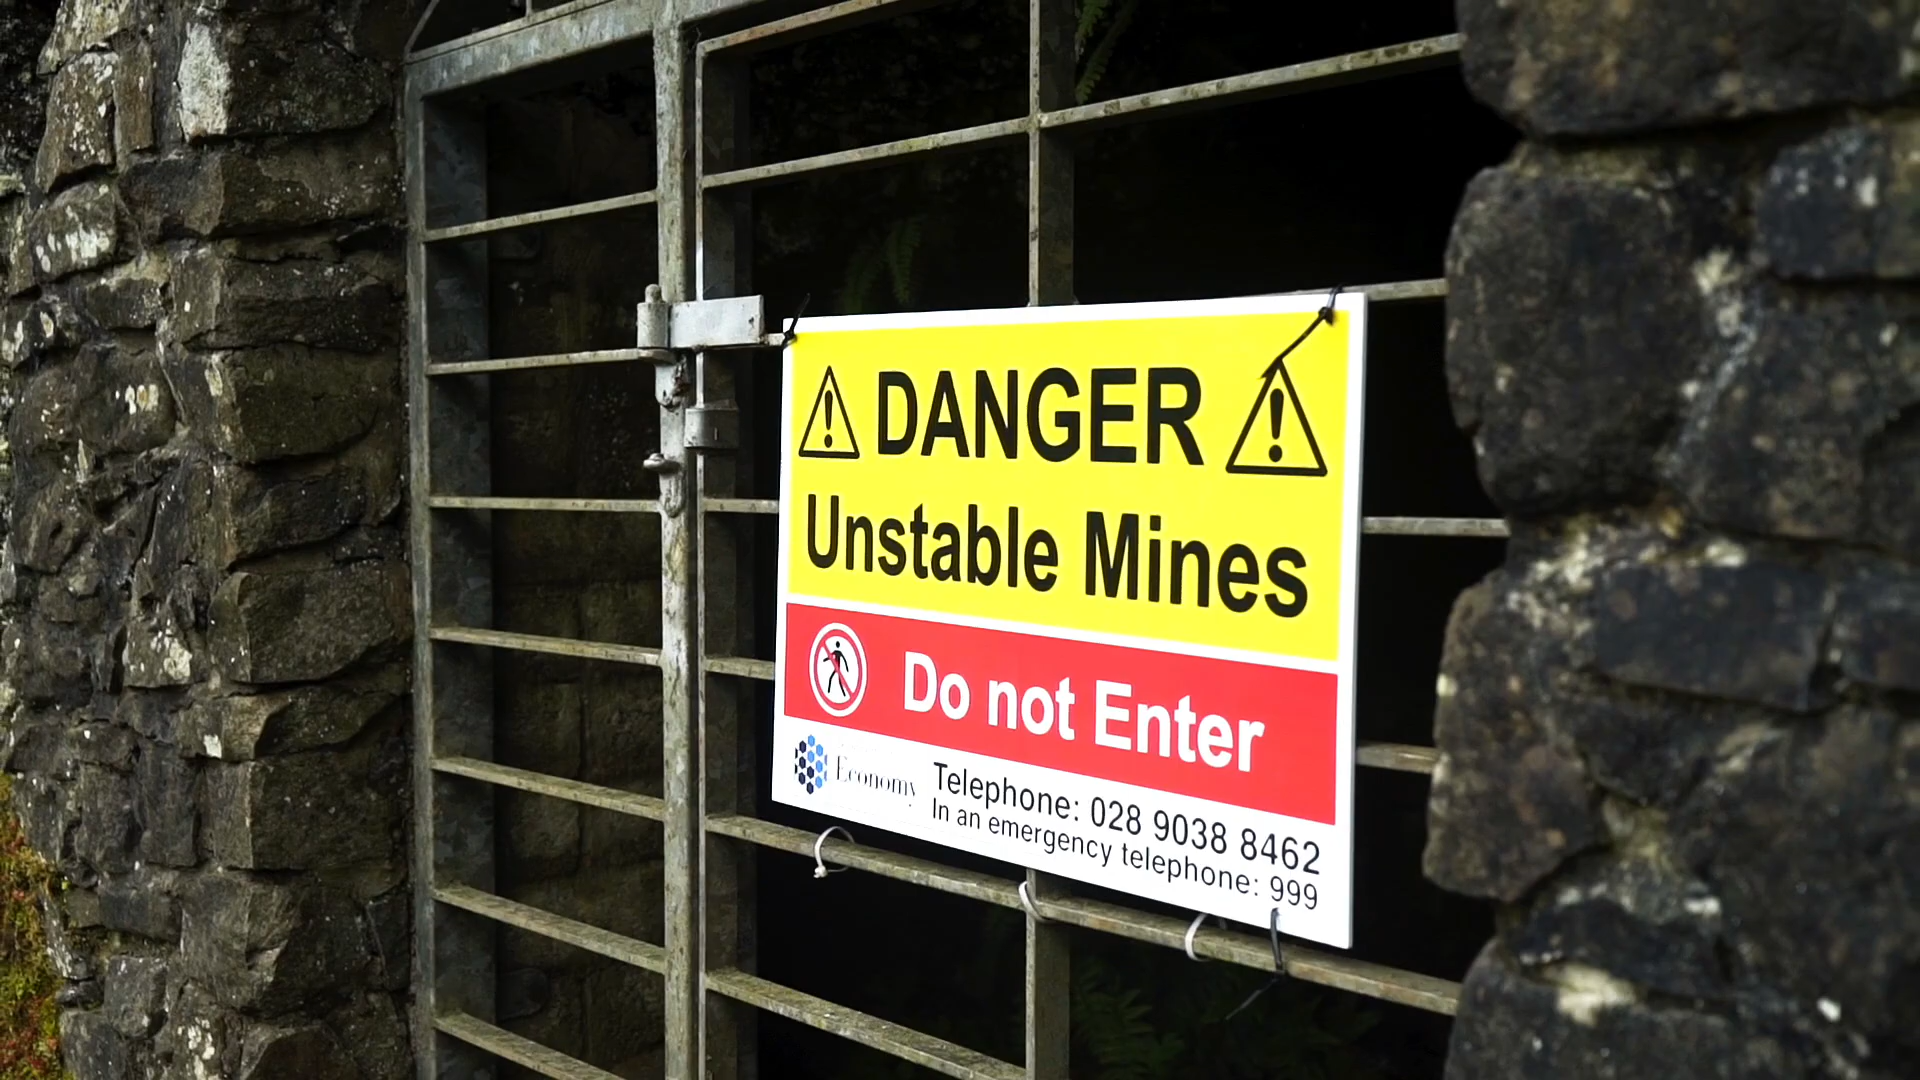 DANGER
Unstable Mines
Do not Enter
Economy
Telephone: 028 9038 8462
In an emergency telephone: 999